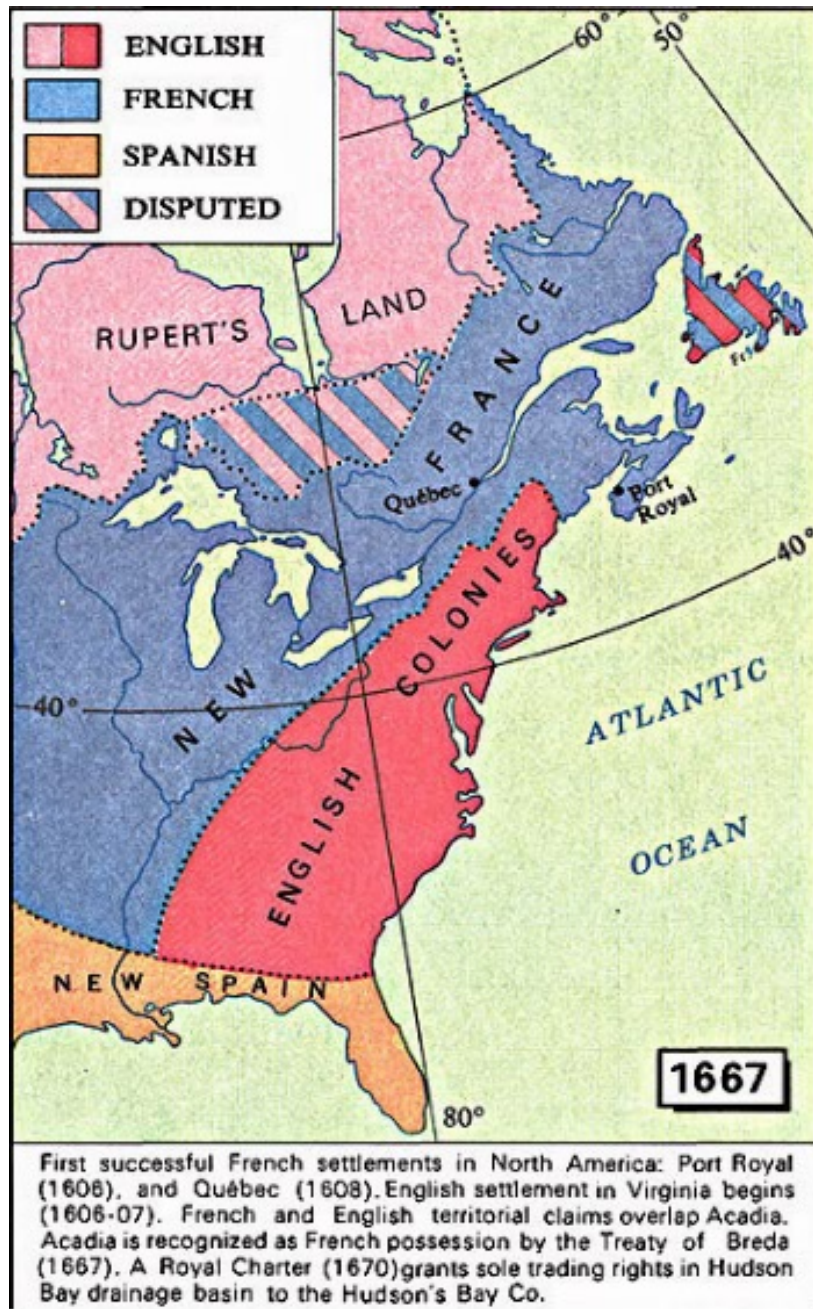 ENGLISH
FRENCH
SPANISH
DISPUTED
60°
50°
RUPERT'S
LAND
FRANCE
Québec
Port
Royal
40°
COLONIES
40°
NEW
ATLANTIC
OCEAN
ENGLISH
NEW SPAIN
1667
80°
First successful French settlements in North America: Port Royal
(1606), and Québec (1608). English settlement in Virginia begins
(1606-07). French and English territorial claims overlap Acadia.
Acadia is recognized as French possession by the Treaty of Breda
(1667). A Royal Charter (1670) grants sole trading rights in Hudson
Bay drainage basin to the Hudson's Bay Co.